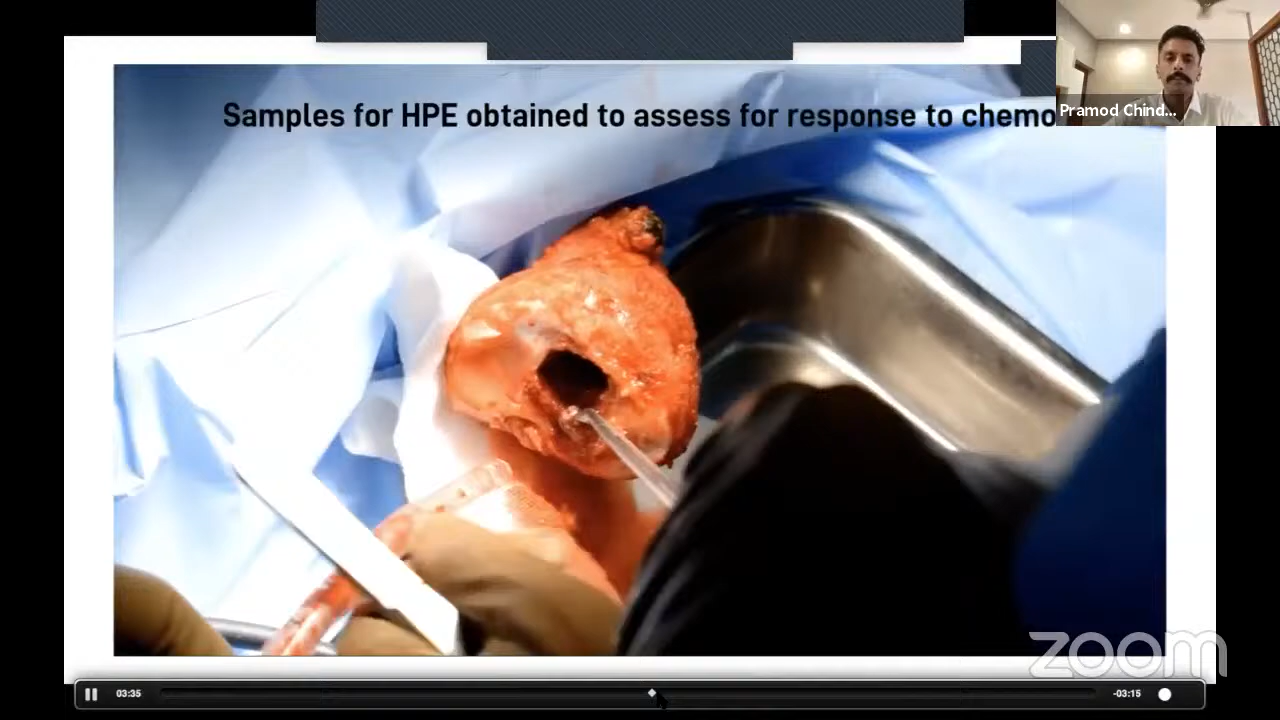 Samples for HPE obtained to assess for response to chemo
Pramod Chind...
zoom
03:35
-03:15